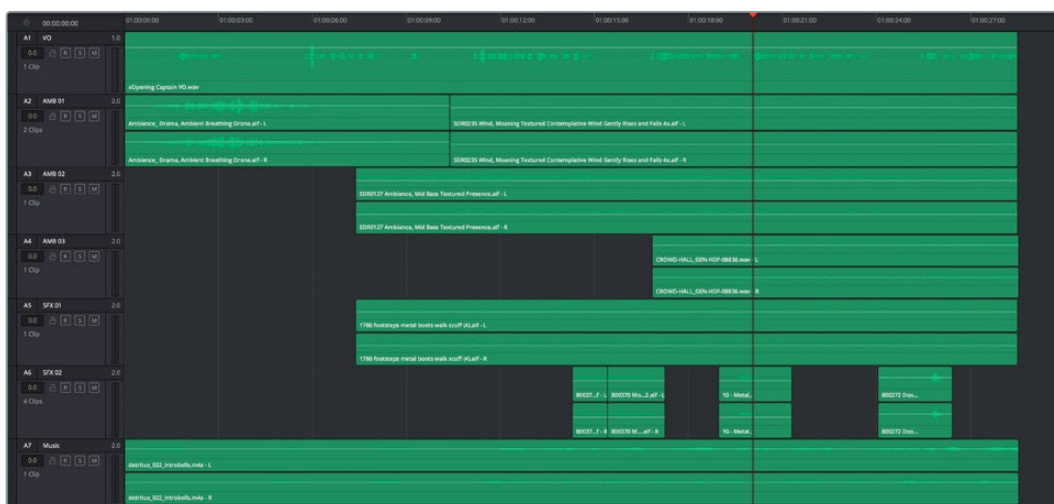 00:00:00:00
01:00:00:00 01:00:03:00 01:00:06:00 01:00:09:00 01:00:12:00 01:00:15:00 01:00:18:00 01:00:21:00 01:00:24:00 01:00:27:00
A1 VO 1.0
0.0 R S M
1 Clip
xOpening Captain VO.wav
A2 AMB 01 2.0
0.0 R S M
2 Clips
Ambience_ Drama, Ambient Breathing Drone.aif - L
SDR0235 Wind, Moaning Textured Contemplative Wind Gently Rises and Falls 4x.aif - L
Ambience_ Drama, Ambient Breathing Drone.aif - R
SDR0235 Wind, Moaning Textured Contemplative Wind Gently Rises and Falls 4x.aif - R
A3 AMB 02 2.0
0.0 R S M
1 Clip
SDR0127 Ambiance, Mid Bass Textured Presence.aif - L
SDR0127 Ambiance, Mid Bass Textured Presence.aif - R
A4 AMB 03 2.0
0.0 R S M
1 Clip
CROWD-HALL_GEN-HDF-08836.wav - L
CROWD-HALL_GEN-HDF-08836.wav - R
A5 SFX 01 2.0
0.0 R S M
1 Clip
1786 footsteps metal boots walk scuff (4).aif - L
1786 footsteps metal boots walk scuff (4).aif - R
A6 SFX 02 2.0
0.0 R S M
4 Clips
80037...f - L 800370 Mo...2.aif - L 10 - Metal... 800272 Doo...
80037...f - R 800370 M....aif - R 10 - Metal... 800272 Doo...
A7 Music 2.0
0.0 R S M
1 Clip
detritus_022_introbells.m4a - L
detritus_022_introbells.m4a - R